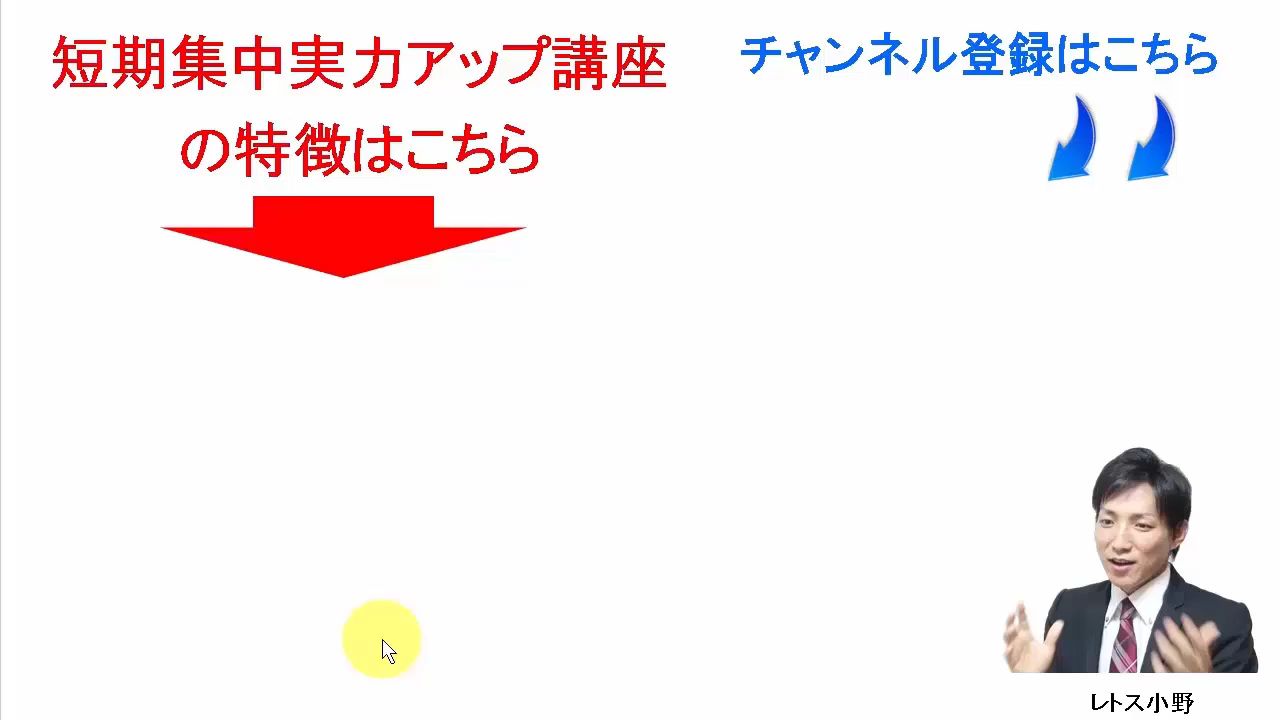 短期集中実力アップ講座
の特徴はこちら
チャンネル登録はこちら
レトス小野